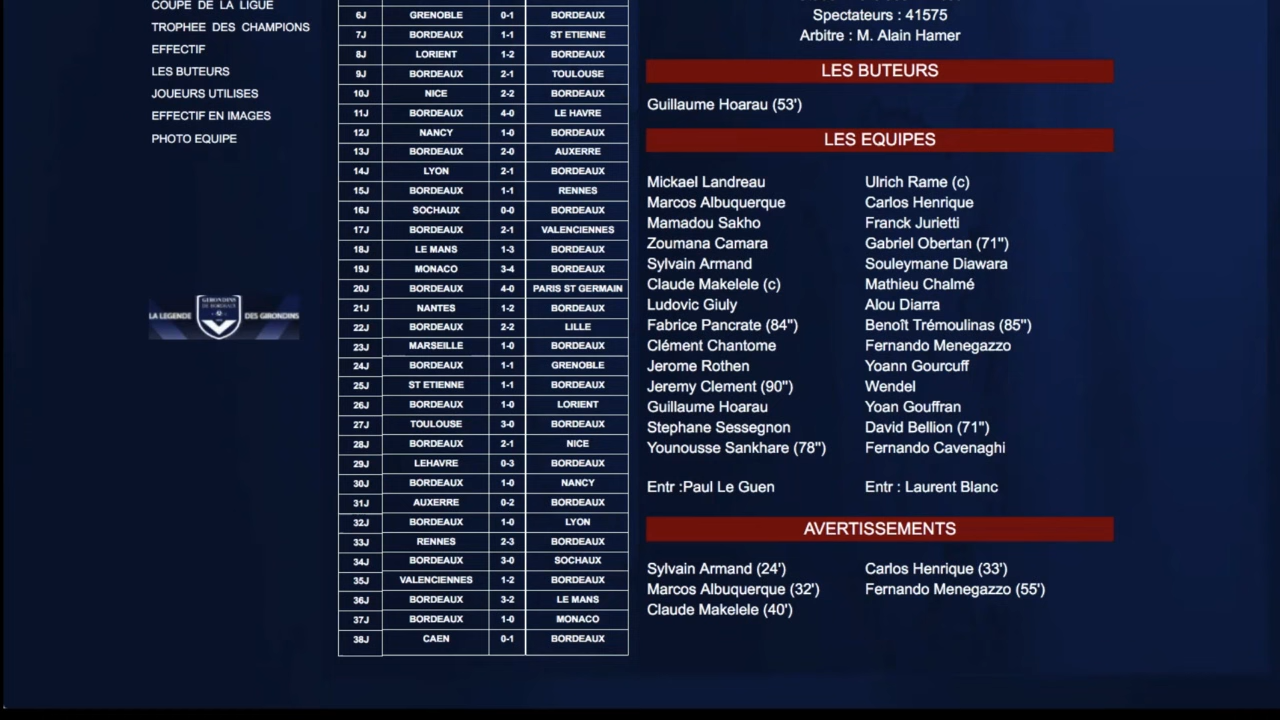 COUPE DE LA LIGUE
TROPHEE DES CHAMPIONS
EFFECTIF
LES BUTEURS
JOUEURS UTILISES
EFFECTIF EN IMAGES
PHOTO EQUIPE
LA LEGENDE GIRONDINS DE BORDEAUX DES GIRONDINS
6J GRENOBLE 0-1 BORDEAUX
7J BORDEAUX 1-1 ST ETIENNE
8J LORIENT 1-2 BORDEAUX
9J BORDEAUX 2-1 TOULOUSE
10J NICE 2-2 BORDEAUX
11J BORDEAUX 4-0 LE HAVRE
12J NANCY 1-0 BORDEAUX
13J BORDEAUX 2-0 AUXERRE
14J LYON 2-1 BORDEAUX
15J BORDEAUX 1-1 RENNES
16J SOCHAUX 0-0 BORDEAUX
17J BORDEAUX 2-1 VALENCIENNES
18J LE MANS 1-3 BORDEAUX
19J MONACO 3-4 BORDEAUX
20J BORDEAUX 4-0 PARIS ST GERMAIN
21J NANTES 1-2 BORDEAUX
22J BORDEAUX 2-2 LILLE
23J MARSEILLE 1-0 BORDEAUX
24J BORDEAUX 1-1 GRENOBLE
25J ST ETIENNE 1-1 BORDEAUX
26J BORDEAUX 1-0 LORIENT
27J TOULOUSE 3-0 BORDEAUX
28J BORDEAUX 2-1 NICE
29J LEHAVRE 0-3 BORDEAUX
30J BORDEAUX 1-0 NANCY
31J AUXERRE 0-2 BORDEAUX
32J BORDEAUX 1-0 LYON
33J RENNES 2-3 BORDEAUX
34J BORDEAUX 3-0 SOCHAUX
35J VALENCIENNES 1-2 BORDEAUX
36J BORDEAUX 3-2 LE MANS
37J BORDEAUX 1-0 MONACO
38J CAEN 0-1 BORDEAUX
Spectateurs : 41575
Arbitre : M. Alain Hamer
LES BUTEURS
Guillaume Hoarau (53')
LES EQUIPES
Mickael Landreau Ulrich Rame (c)
Marcos Albuquerque Carlos Henrique
Mamadou Sakho Franck Jurietti
Zoumana Camara Gabriel Obertan (71")
Sylvain Armand Souleymane Diawara
Claude Makelele (c) Mathieu Chalmé
Ludovic Giuly Alou Diarra
Fabrice Pancrate (84") Benoît Trémoulinas (85")
Clément Chantome Fernando Menegazzo
Jerome Rothen Yoann Gourcuff
Jeremy Clement (90") Wendel
Guillaume Hoarau Yoan Gouffran
Stephane Sessegnon David Bellion (71")
Younousse Sankhare (78") Fernando Cavenaghi
Entr :Paul Le Guen Entr : Laurent Blanc
AVERTISSEMENTS
Sylvain Armand (24') Carlos Henrique (33')
Marcos Albuquerque (32') Fernando Menegazzo (55')
Claude Makelele (40')